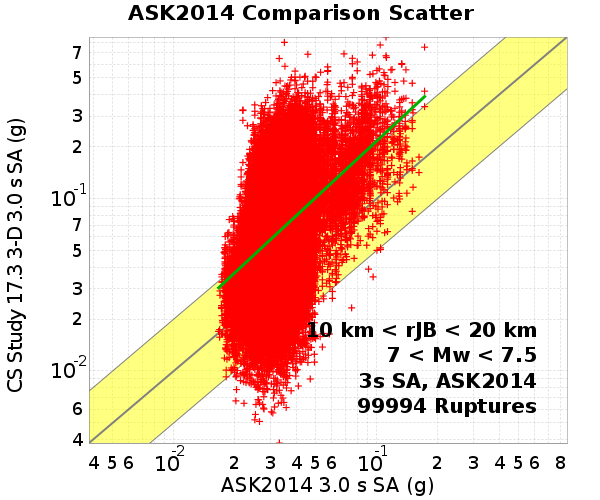 ASK2014 Comparison Scatter
CS Study 17.3 3-D 3.0 s SA (g)
7
5
3
2
10^-1
7
5
3
2
10^-2
6
4
10 km < rJB < 20 km
7 < Mw < 7.5
3s SA, ASK2014
99994 Ruptures
4 5 6 10^-2 2 3 4 5 6 10^-1 2 3 4 5 6 8
ASK2014 3.0 s SA (g)